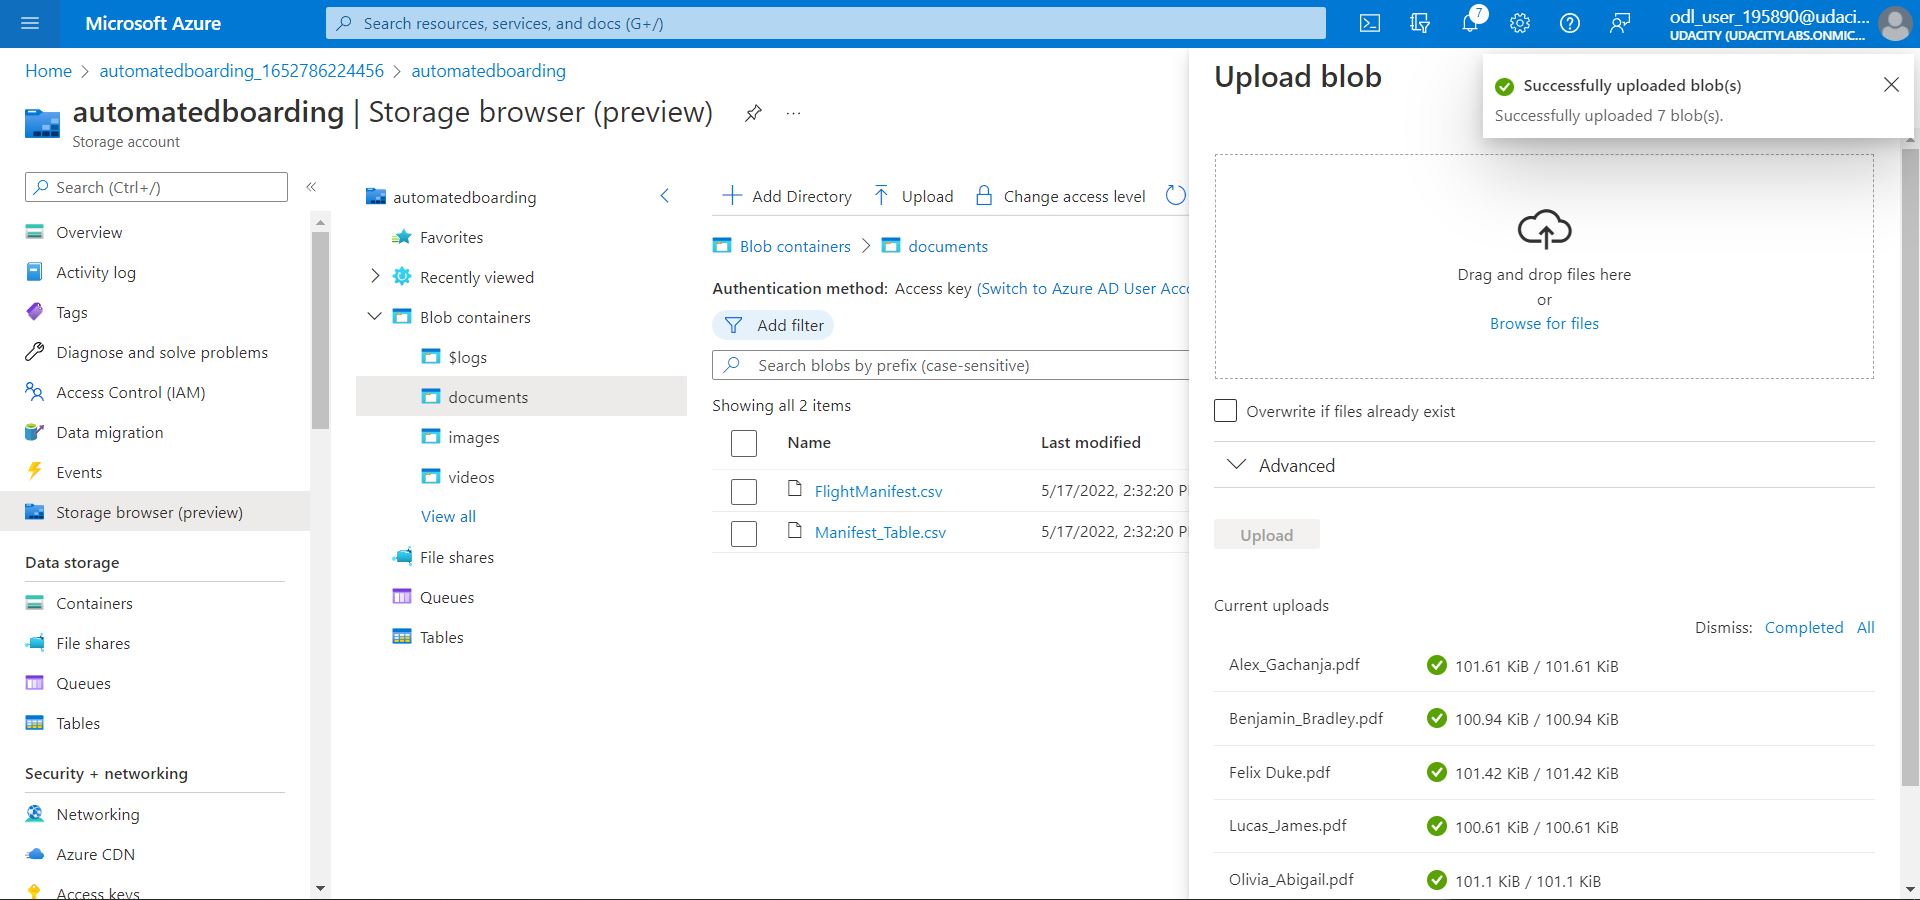 Microsoft Azure
Search resources, services, and docs (G+/)
7
odl_user_195890@udaci...
UDACITY (UDACITYLABS.ONMIC...
Home > automatedboarding_1652786224456 > automatedboarding
automatedboarding | Storage browser (preview)
...
Storage account
Search (Ctrl+/)
«
Overview
Activity log
Tags
Diagnose and solve problems
Access Control (IAM)
Data migration
Events
Storage browser (preview)
Data storage
Containers
File shares
Queues
Tables
Security + networking
Networking
Azure CDN
Access keys
automatedboarding
Favorites
Recently viewed
Blob containers
$logs
documents
images
videos
View all
File shares
Queues
Tables
Add Directory
Upload
Change access level
Blob containers > documents
Authentication method: Access key (Switch to Azure AD User Acco
Add filter
Search blobs by prefix (case-sensitive)
Showing all 2 items
Name Last modified
FlightManifest.csv 5/17/2022, 2:32:20 P
Manifest_Table.csv 5/17/2022, 2:32:20 P
Upload blob
Successfully uploaded blob(s)
Successfully uploaded 7 blob(s).
Drag and drop files here
or
Browse for files
Overwrite if files already exist
Advanced
Upload
Current uploads
Dismiss: Completed All
Alex_Gachanja.pdf 101.61 KiB / 101.61 KiB
Benjamin_Bradley.pdf 100.94 KiB / 100.94 KiB
Felix Duke.pdf 101.42 KiB / 101.42 KiB
Lucas_James.pdf 100.61 KiB / 100.61 KiB
Olivia_Abigail.pdf 101.1 KiB / 101.1 KiB